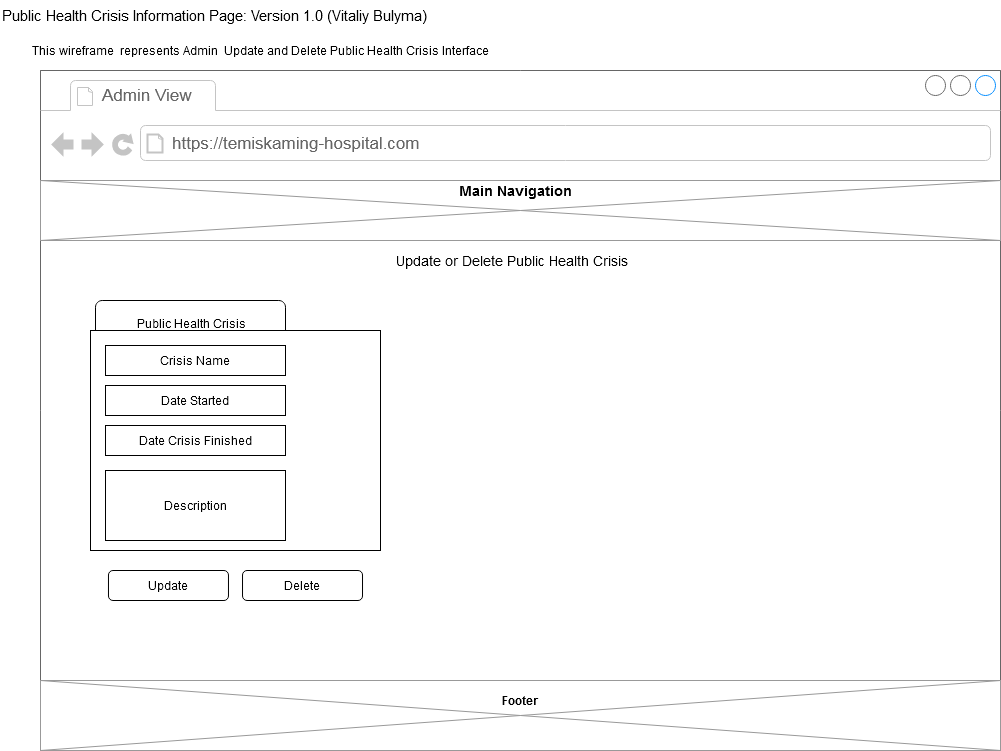 Public Health Crisis Information Page: Version 1.0 (Vitaliy Bulyma)
This wireframe represents Admin Update and Delete Public Health Crisis Interface
Admin View
https://temiskaming-hospital.com
Main Navigation
Update or Delete Public Health Crisis
Public Health Crisis
Crisis Name
Date Started
Date Crisis Finished
Description
Update Delete
Footer